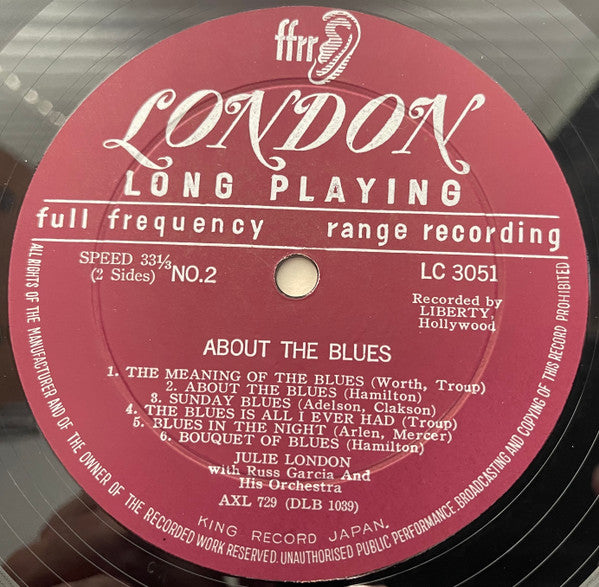 ffrr
LONDON
LONG PLAYING
full frequency range recording
SPEED 33⅓
(2 Sides) NO.2
LC 3051
Recorded by
LIBERTY,
Hollywood
ABOUT THE BLUES
1. THE MEANING OF THE BLUES (Worth, Troup)
2. ABOUT THE BLUES (Hamilton)
3. SUNDAY BLUES (Adelson, Clakson)
4. THE BLUES IS ALL I EVER HAD (Troup)
5. BLUES IN THE NIGHT (Arlen, Mercer)
6. BOUQUET OF BLUES (Hamilton)
JULIE LONDON
with Russ Garcia And
His Orchestra
AXL 729 (DLB 1039)
KING RECORD JAPAN.
ALL RIGHTS OF THE MANUFACTURER AND OF THE OWNER OF THE RECORDED WORK RESERVED. UNAUTHORISED PUBLIC PERFORMANCE. BROADCASTING AND COPYING OF THIS RECORD PROHIBITED